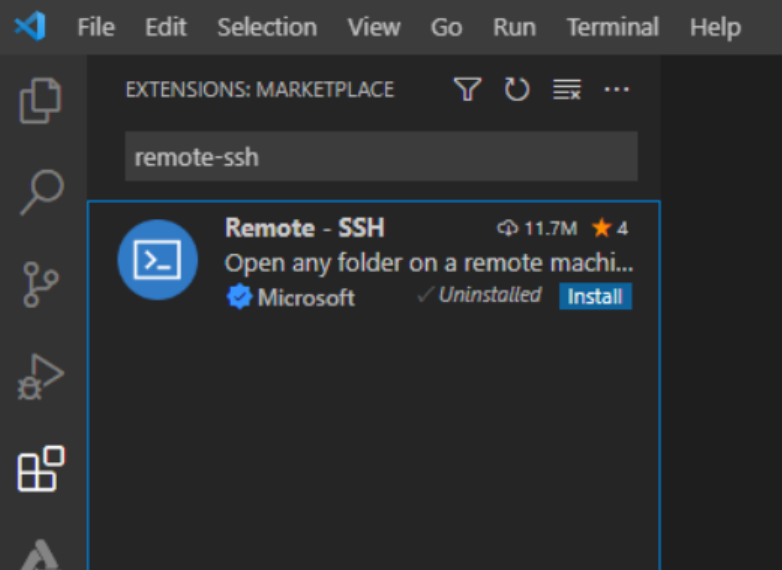 File Edit Selection View Go Run Terminal Help
EXTENSIONS: MARKETPLACE
remote-ssh
Remote - SSH 11.7M 4
Open any folder on a remote machi...
Microsoft Uninstalled Install